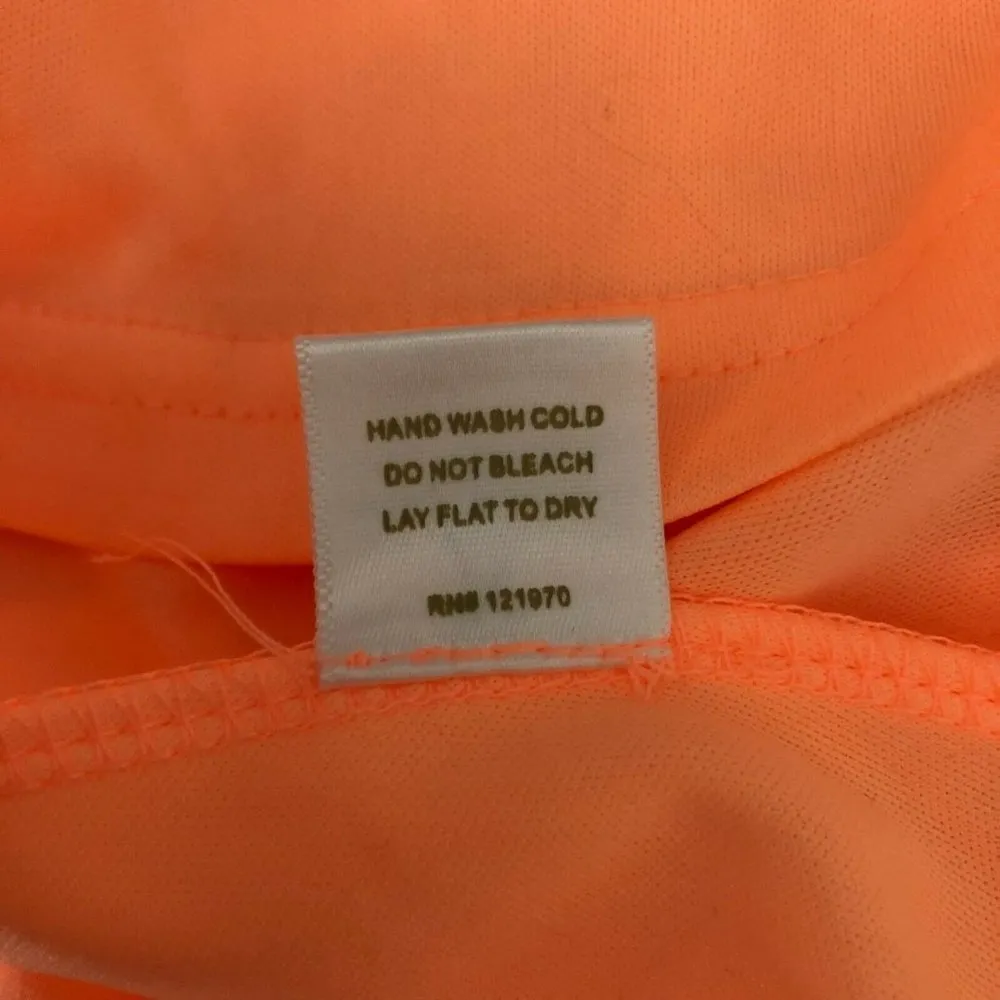 HAND WASH COLD
DO NOT BLEACH
LAY FLAT TO DRY
RN# 121970